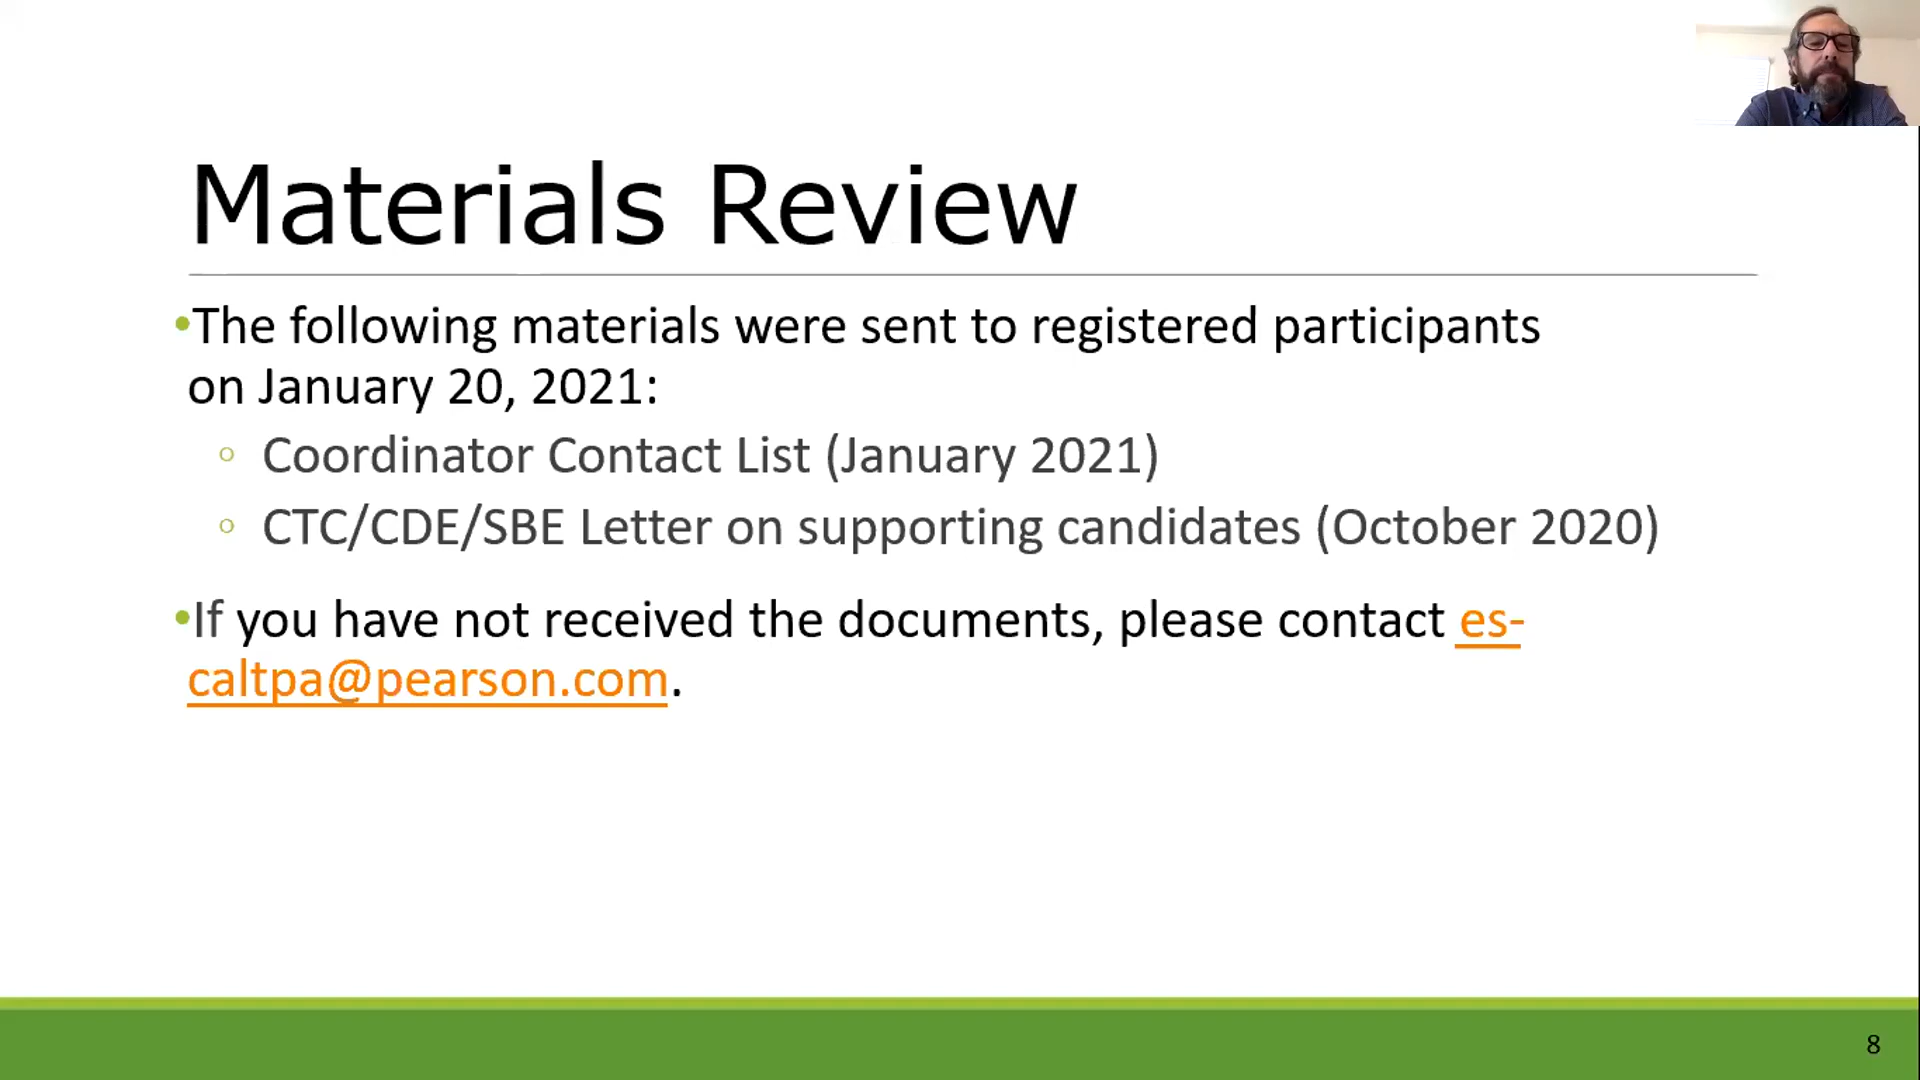 Materials Review
•The following materials were sent to registered participants
on January 20, 2021:
◦ Coordinator Contact List (January 2021)
◦ CTC/CDE/SBE Letter on supporting candidates (October 2020)
•If you have not received the documents, please contact es-
caltpa@pearson.com.
8